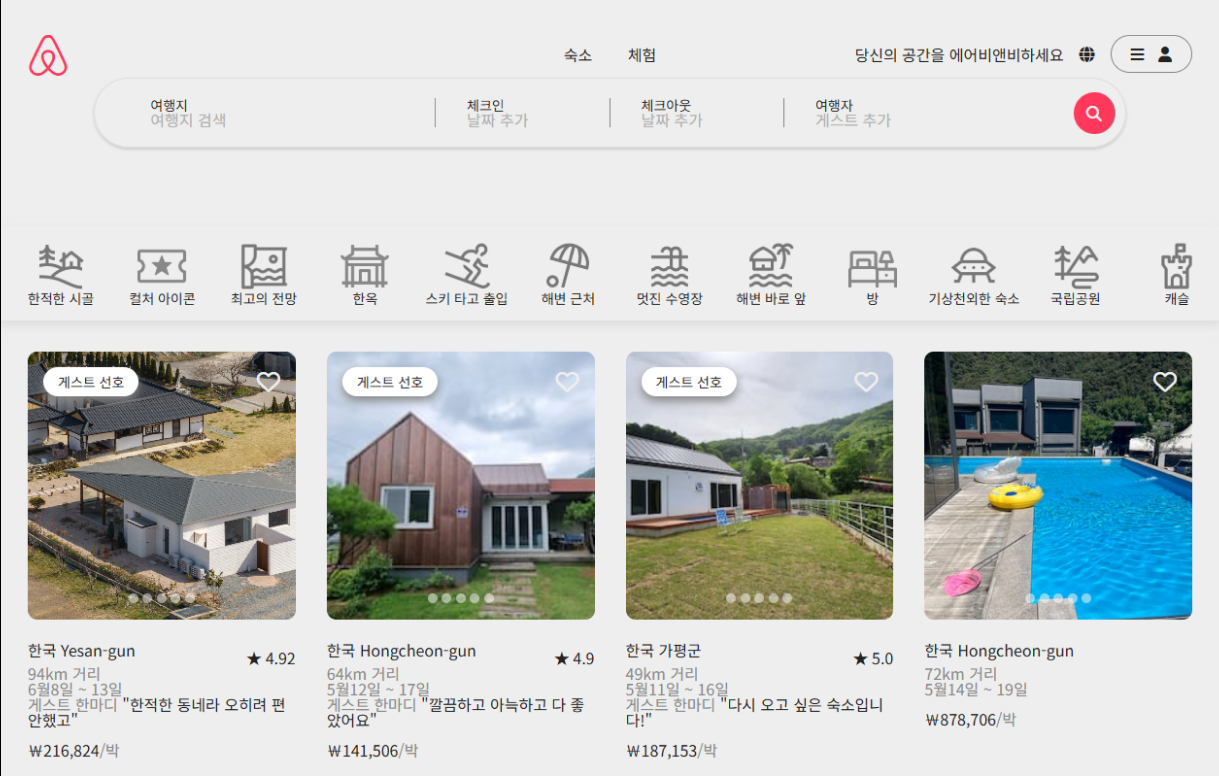 숙소 체험 당신의 공간을 에어비앤비하세요
여행지 체크인 체크아웃 여행자
여행지 검색 날짜 추가 날짜 추가 게스트 추가
한적한 시골 컬처 아이콘 최고의 전망 한옥 스키 타고 출입 해변 근처 멋진 수영장 해변 바로 앞 방 기상천외한 숙소 국립공원 캐슬
게스트 선호
게스트 선호
게스트 선호
한국 Yesan-gun ★ 4.92
94km 거리
6월8일 ~ 13일
게스트 한마디 "한적한 동네라 오히려 편
안했고"
₩216,824/박
한국 Hongcheon-gun ★ 4.9
64km 거리
5월12일 ~ 17일
게스트 한마디 "깔끔하고 아늑하고 다 좋
았어요"
₩141,506/박
한국 가평군 ★ 5.0
49km 거리
5월11일 ~ 16일
게스트 한마디 "다시 오고 싶은 숙소입니
다!"
₩187,153/박
한국 Hongcheon-gun
72km 거리
5월14일 ~ 19일
₩878,706/박